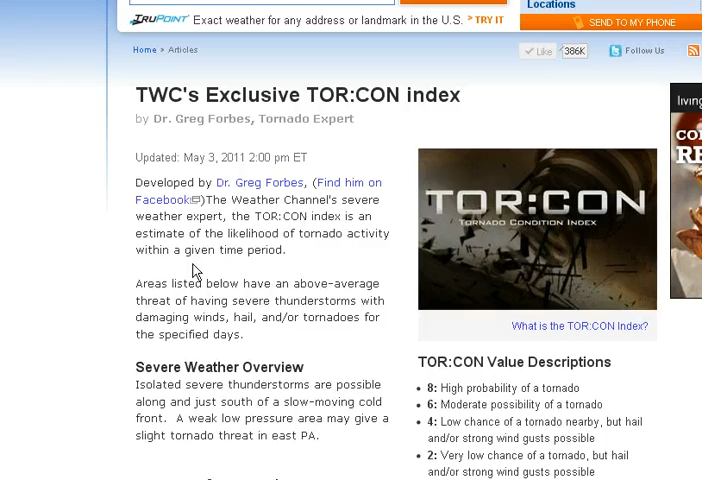 Locations
TRUPOINT Exact weather for any address or landmark in the U.S. TRY IT
SEND TO MY PHONE
Home » Articles
Like 386K Follow Us
TWC's Exclusive TOR:CON index
by Dr. Greg Forbes, Tornado Expert
Updated: May 3, 2011 2:00 pm ET
Developed by Dr. Greg Forbes, (Find him on
Facebook)The Weather Channel's severe
weather expert, the TOR:CON index is an
estimate of the likelihood of tornado activity
within a given time period.
Areas listed below have an above-average
threat of having severe thunderstorms with
damaging winds, hail, and/or tornadoes for
the specified days.
Severe Weather Overview
Isolated severe thunderstorms are possible
along and just south of a slow-moving cold
front. A weak low pressure area may give a
slight tornado threat in east PA.
TOR:CON
TORNADO CONDITION INDEX
What is the TOR:CON Index?
TOR:CON Value Descriptions
• 8: High probability of a tornado
• 6: Moderate possibility of a tornado
• 4: Low chance of a tornado nearby, but hail
and/or strong wind gusts possible
• 2: Very low chance of a tornado, but hail
and/or strong wind gusts possible